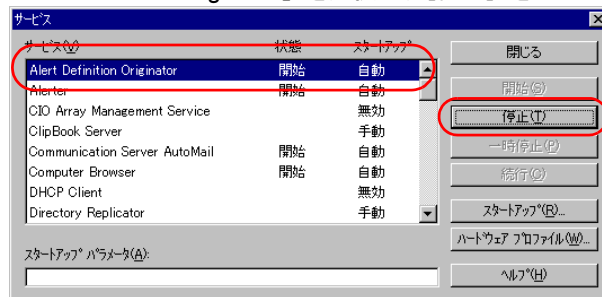 サービス
サービス(V) 状態 スタートアップ
Alert Definition Originator 開始 自動
Alerter 開始 自動
CIO Array Management Service 無効
ClipBook Server 手動
Communication Server AutoMail 開始 自動
Computer Browser 開始 自動
DHCP Client 無効
Directory Replicator 手動
スタートアップ パラメータ(A):
閉じる
開始(S)
停止(T)
一時停止(P)
続行(C)
スタートアップ(R)...
ハードウェア プロファイル(W)...
ヘルプ(H)